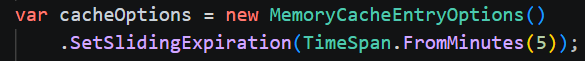 var cacheOptions = new MemoryCacheEntryOptions()
    .SetSlidingExpiration(TimeSpan.FromMinutes(5));